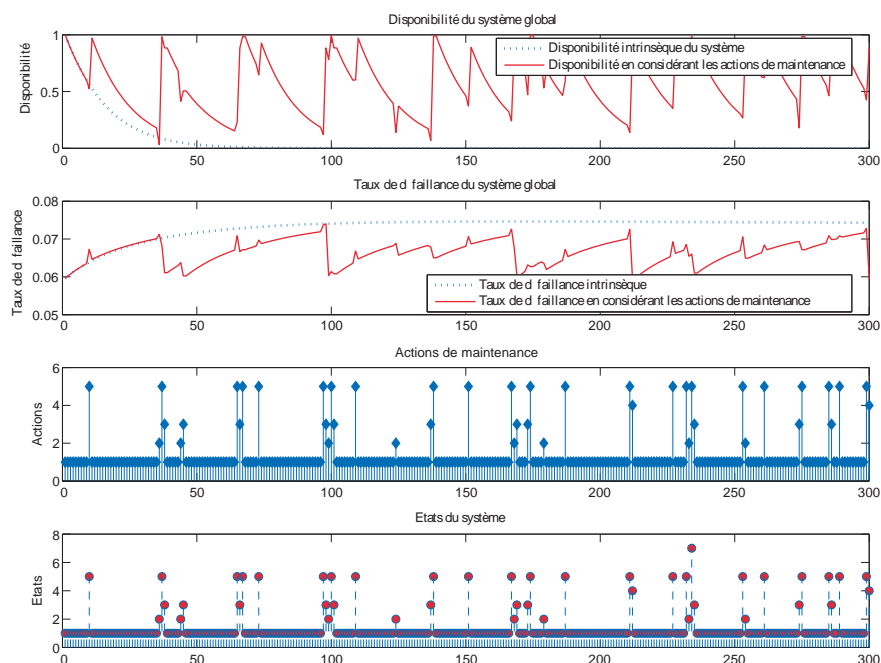 Disponibilité du système global
Disponibilité
1
0.5
0
Disponibilité intrinsèque du système
Disponibilité en considérant les actions de maintenance
0 50 100 150 200 250 300
Taux de d faillance du système global
Taux de d faillance
0.08
0.07
0.06
0.05
Taux de d faillance intrinsèque
Taux de d faillance en considérant les actions de maintenance
0 50 100 150 200 250 300
Actions de maintenance
Actions
6
4
2
0
0 50 100 150 200 250 300
Etats du système
Etats
8
6
4
2
0
0 50 100 150 200 250 300